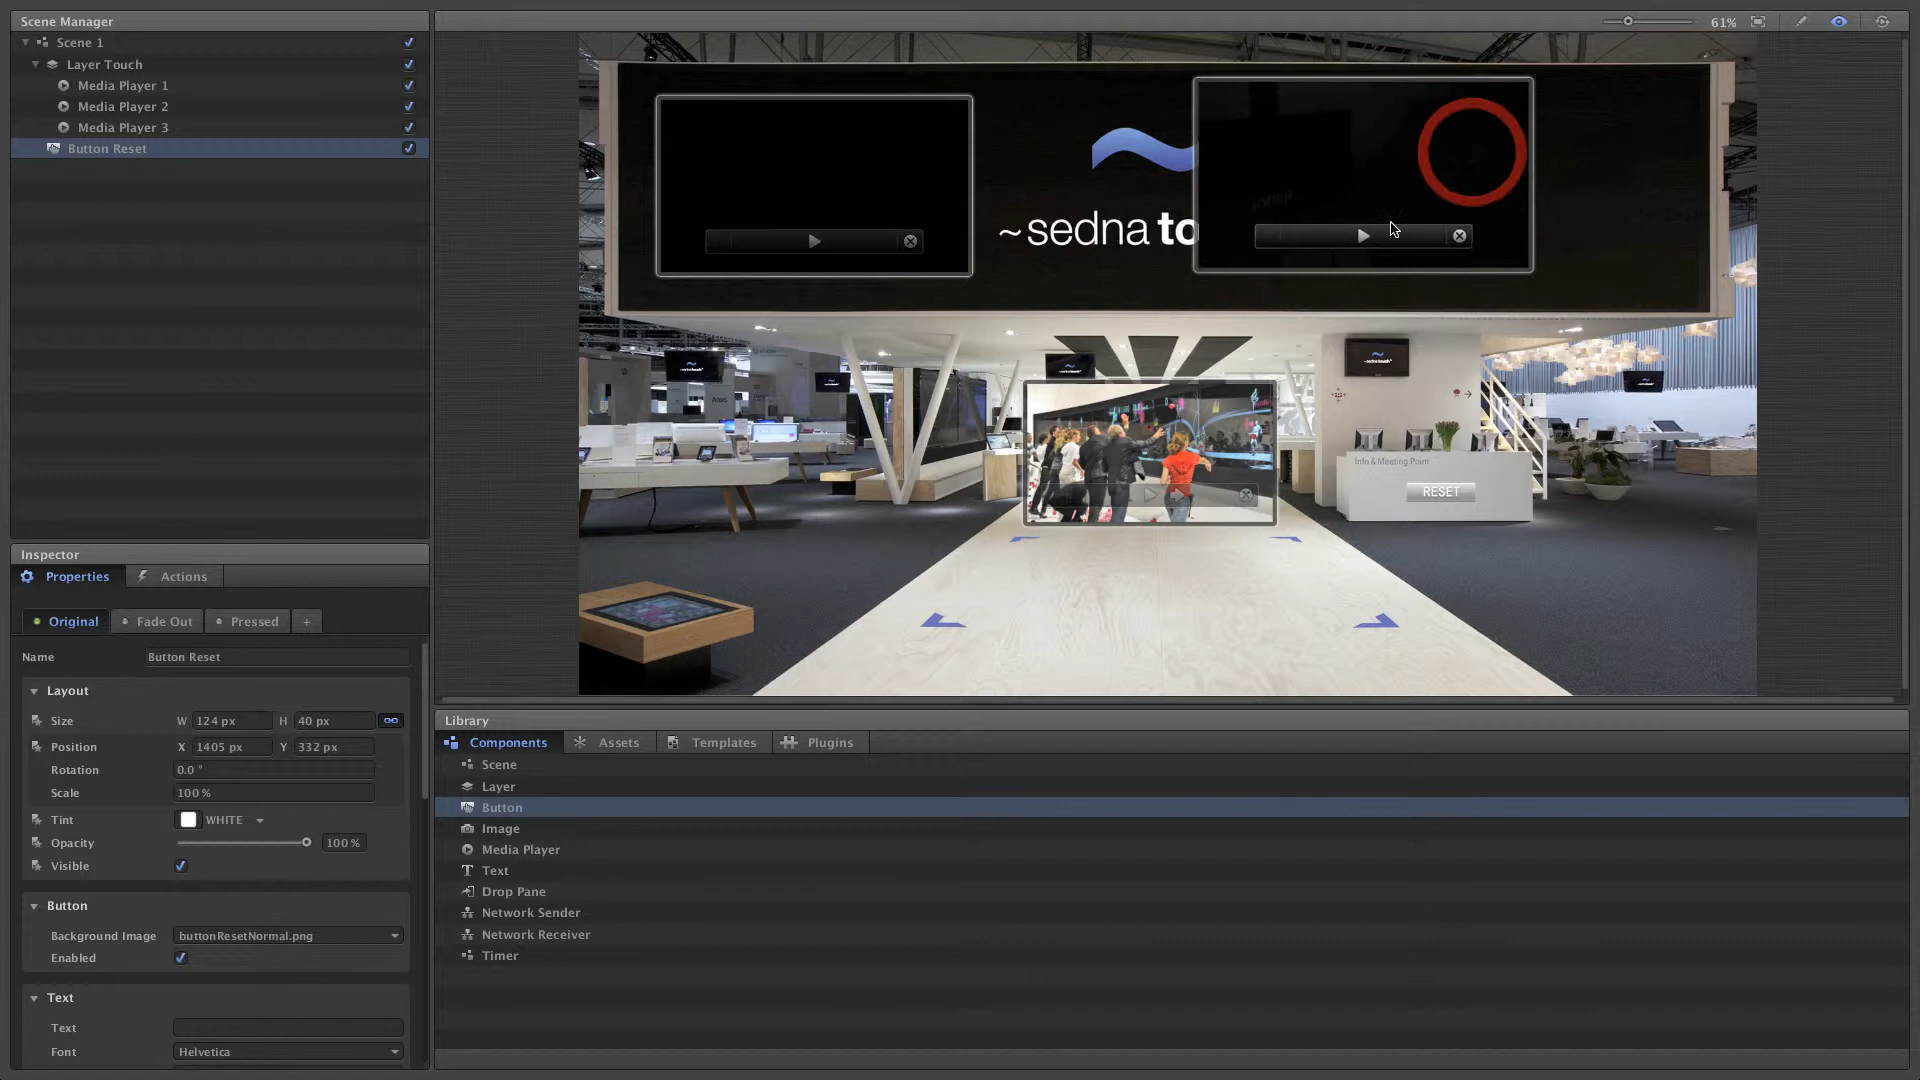 Scene Manager
Scene 1
Layer Touch
Media Player 1
Media Player 2
Media Player 3
Button Reset
61%
~sedna to
Info & Meeting Point
RESET
Inspector
Properties
Actions
Original
Fade Out
Pressed
+
Name
Button Reset
Layout
Size W 124 px H 40 px
Position X 1405 px Y 332 px
Rotation 0.0 °
Scale 100 %
Tint WHITE
Opacity 100 %
Visible
Button
Background Image buttonResetNormal.png
Enabled
Text
Text
Font Helvetica
Library
Components
Assets
Templates
Plugins
Scene
Layer
Button
Image
Media Player
Text
Drop Pane
Network Sender
Network Receiver
Timer